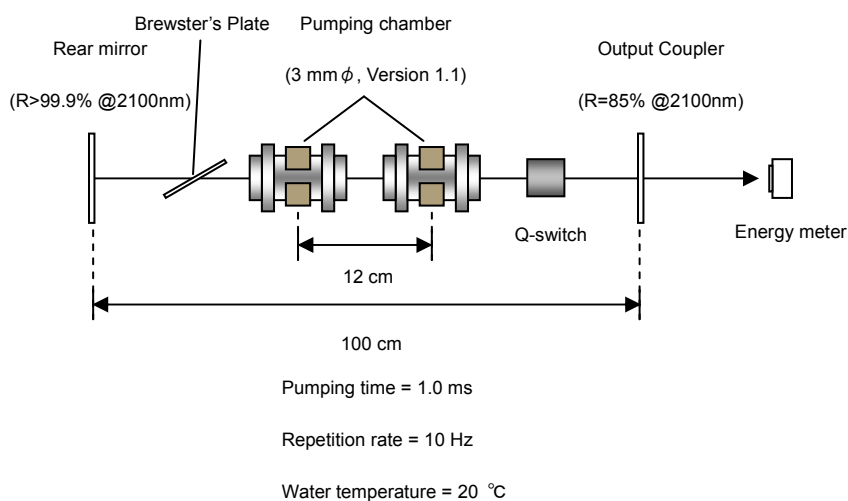 Brewster's Plate
Pumping chamber
Rear mirror
Output Coupler
(3 mmφ, Version 1.1)
(R>99.9% @2100nm)
(R=85% @2100nm)
Q-switch
Energy meter
12 cm
100 cm
Pumping time = 1.0 ms
Repetition rate = 10 Hz
Water temperature = 20 ℃